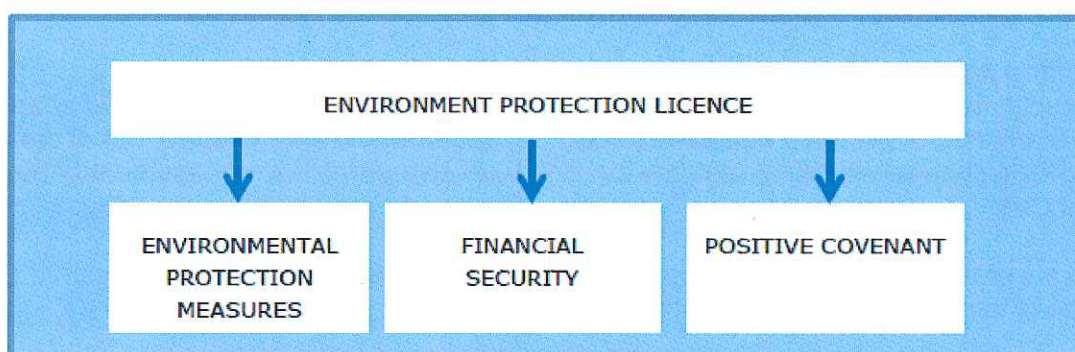 ENVIRONMENT PROTECTION LICENCE
ENVIRONMENTAL
PROTECTION
MEASURES
FINANCIAL
SECURITY
POSITIVE COVENANT